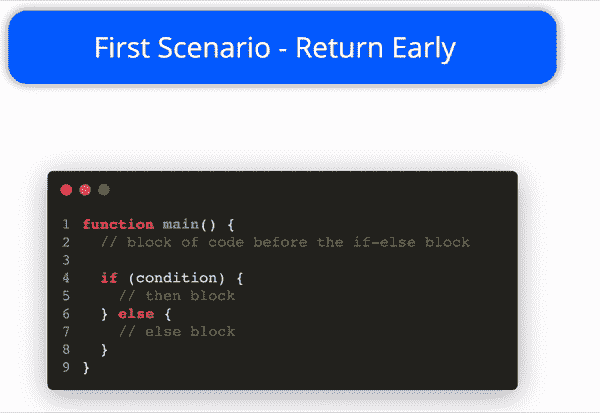 First Scenario - Return Early
1 function main() {
2   // block of code before the if-else block
3
4   if (condition) {
5     // then block
6   } else {
7     // else block
8   }
9 }